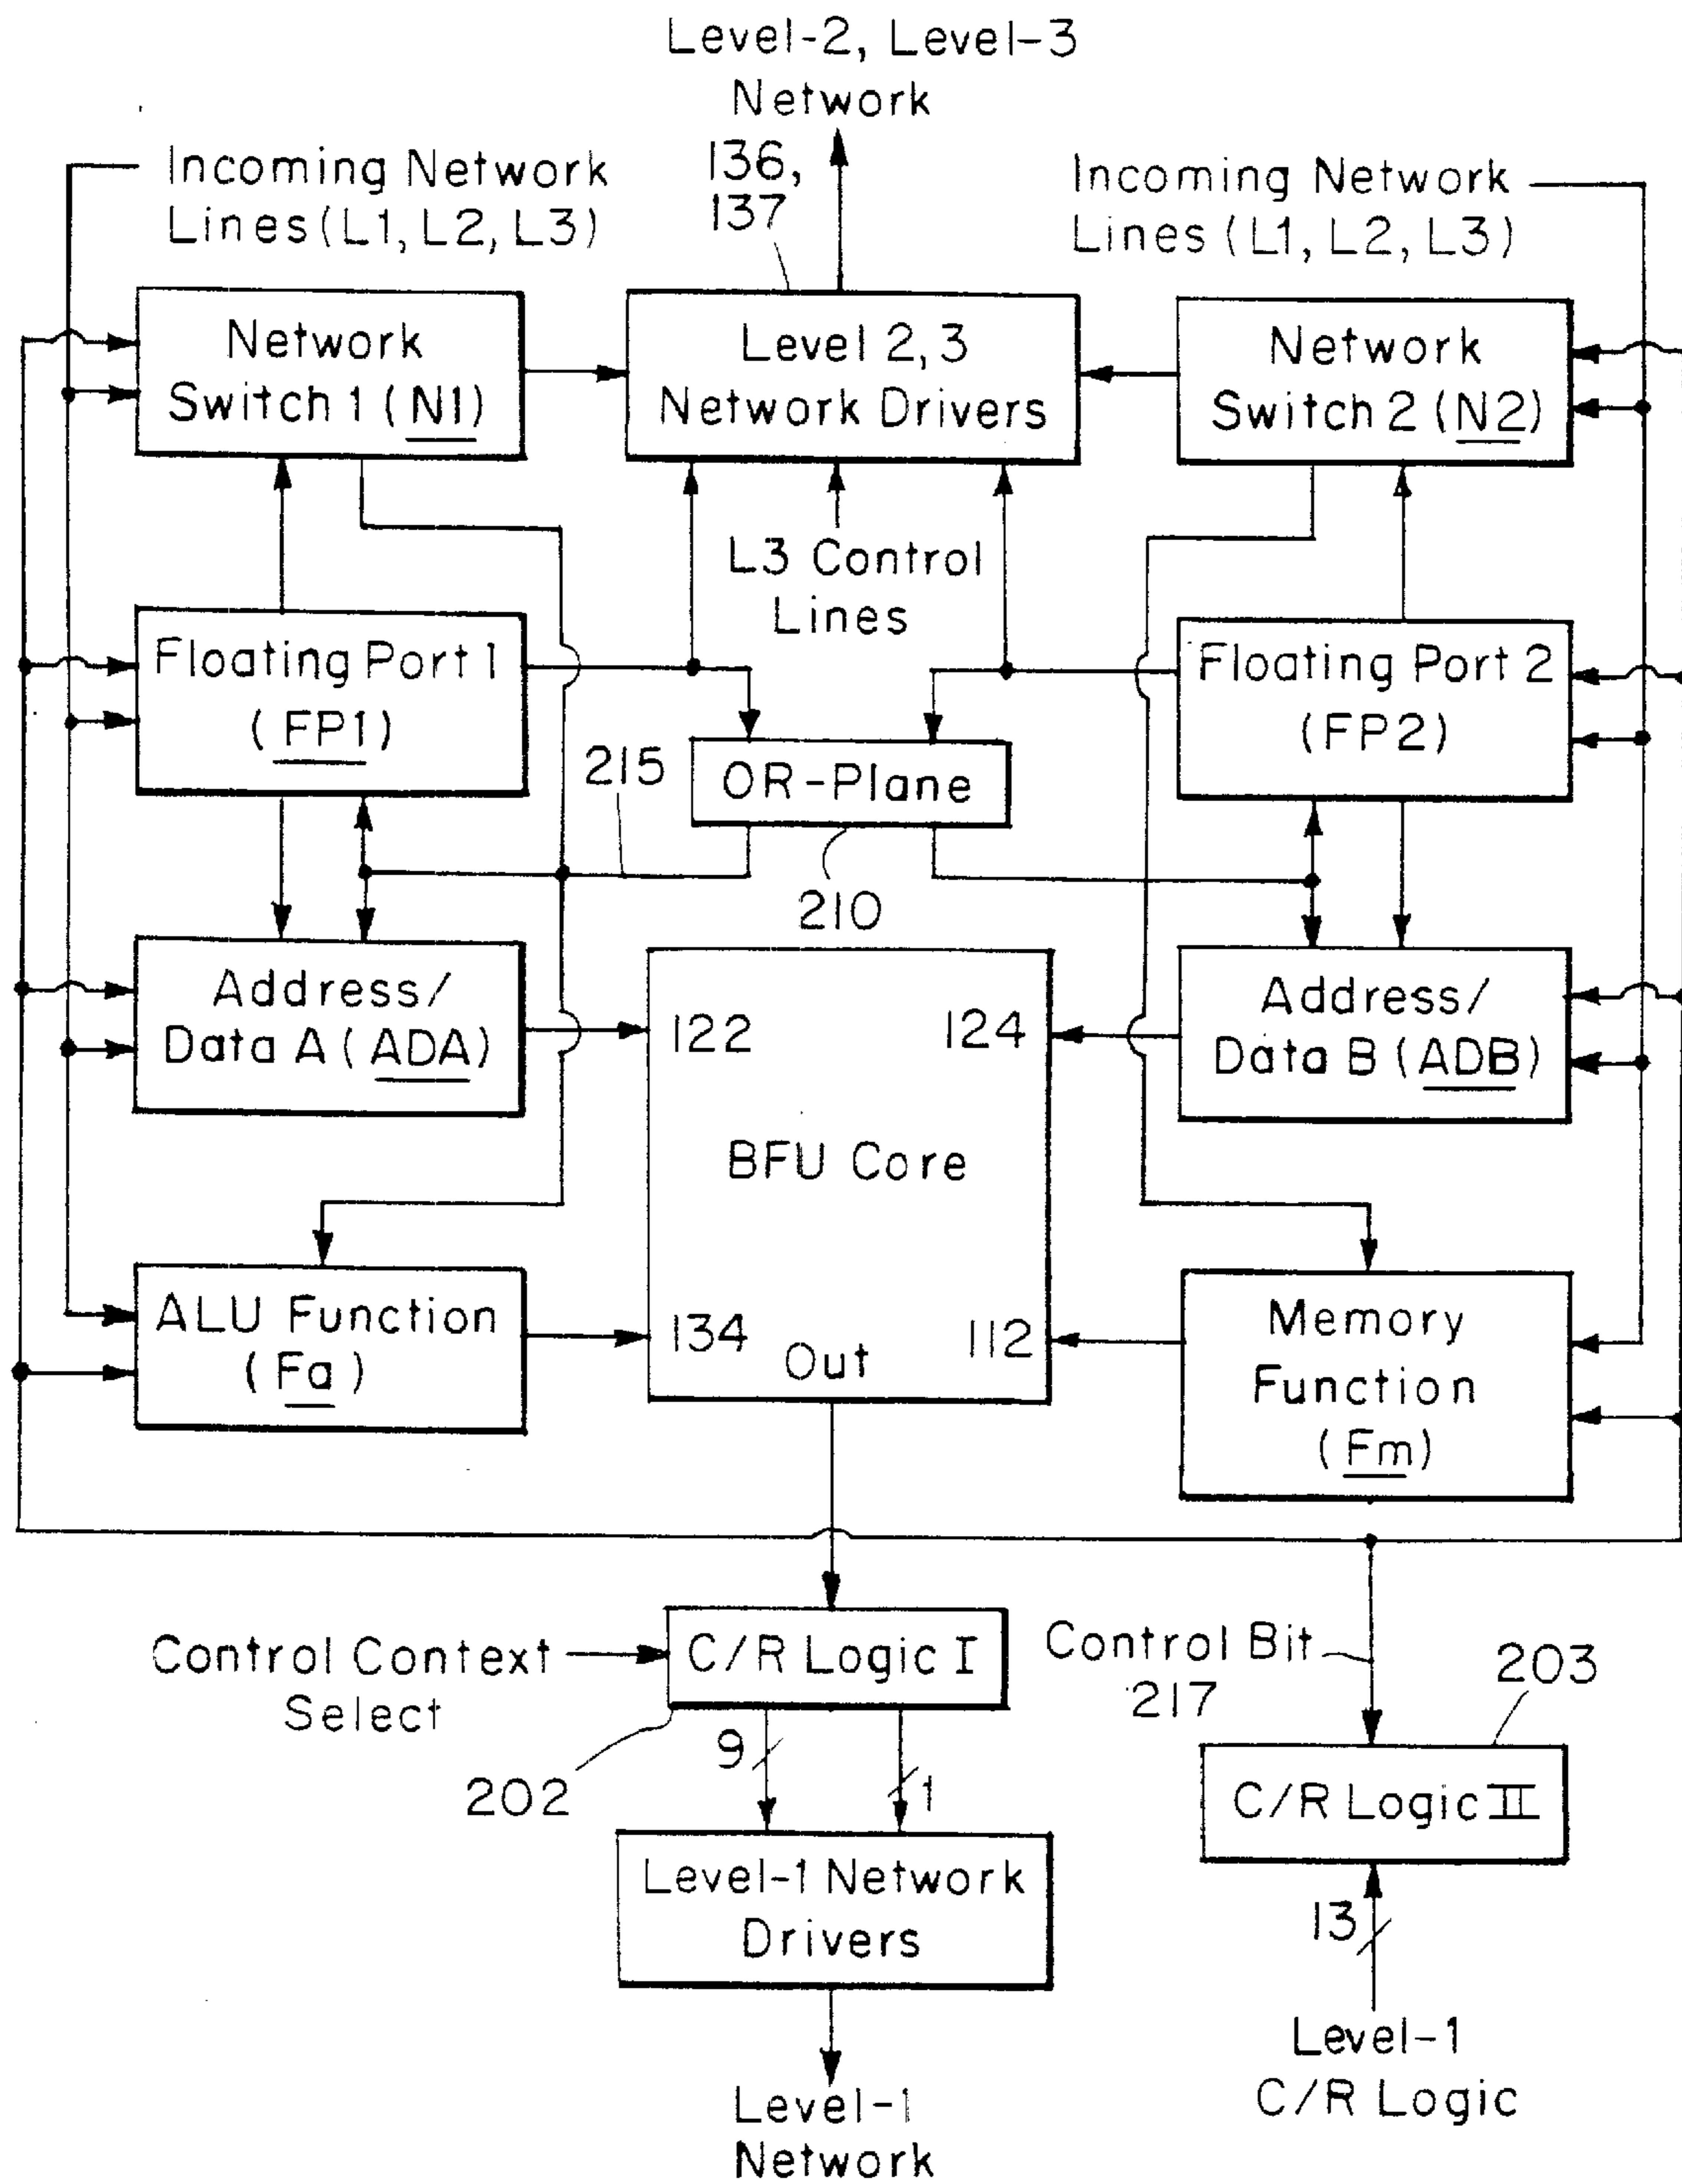 Level-2, Level-3
Network
136,
137
Incoming Network
Lines (L1, L2, L3)
Incoming Network
Lines (L1, L2, L3)
Network
Switch 1 (N1)
Level 2,3
Network Drivers
Network
Switch 2 (N2)
L3 Control
Lines
Floating Port 1
(FP1)
Floating Port 2
(FP2)
215
OR-Plane
210
Address/
Data A (ADA)
122
124
Address/
Data B (ADB)
BFU Core
ALU Function
(Fa)
134
Out
112
Memory
Function
(Fm)
Control Context
Select
C/R Logic I
Control Bit
217
203
202
9
1
C/R Logic II
Level-1 Network
Drivers
13
Level-1
C/R Logic
Level-1
Network